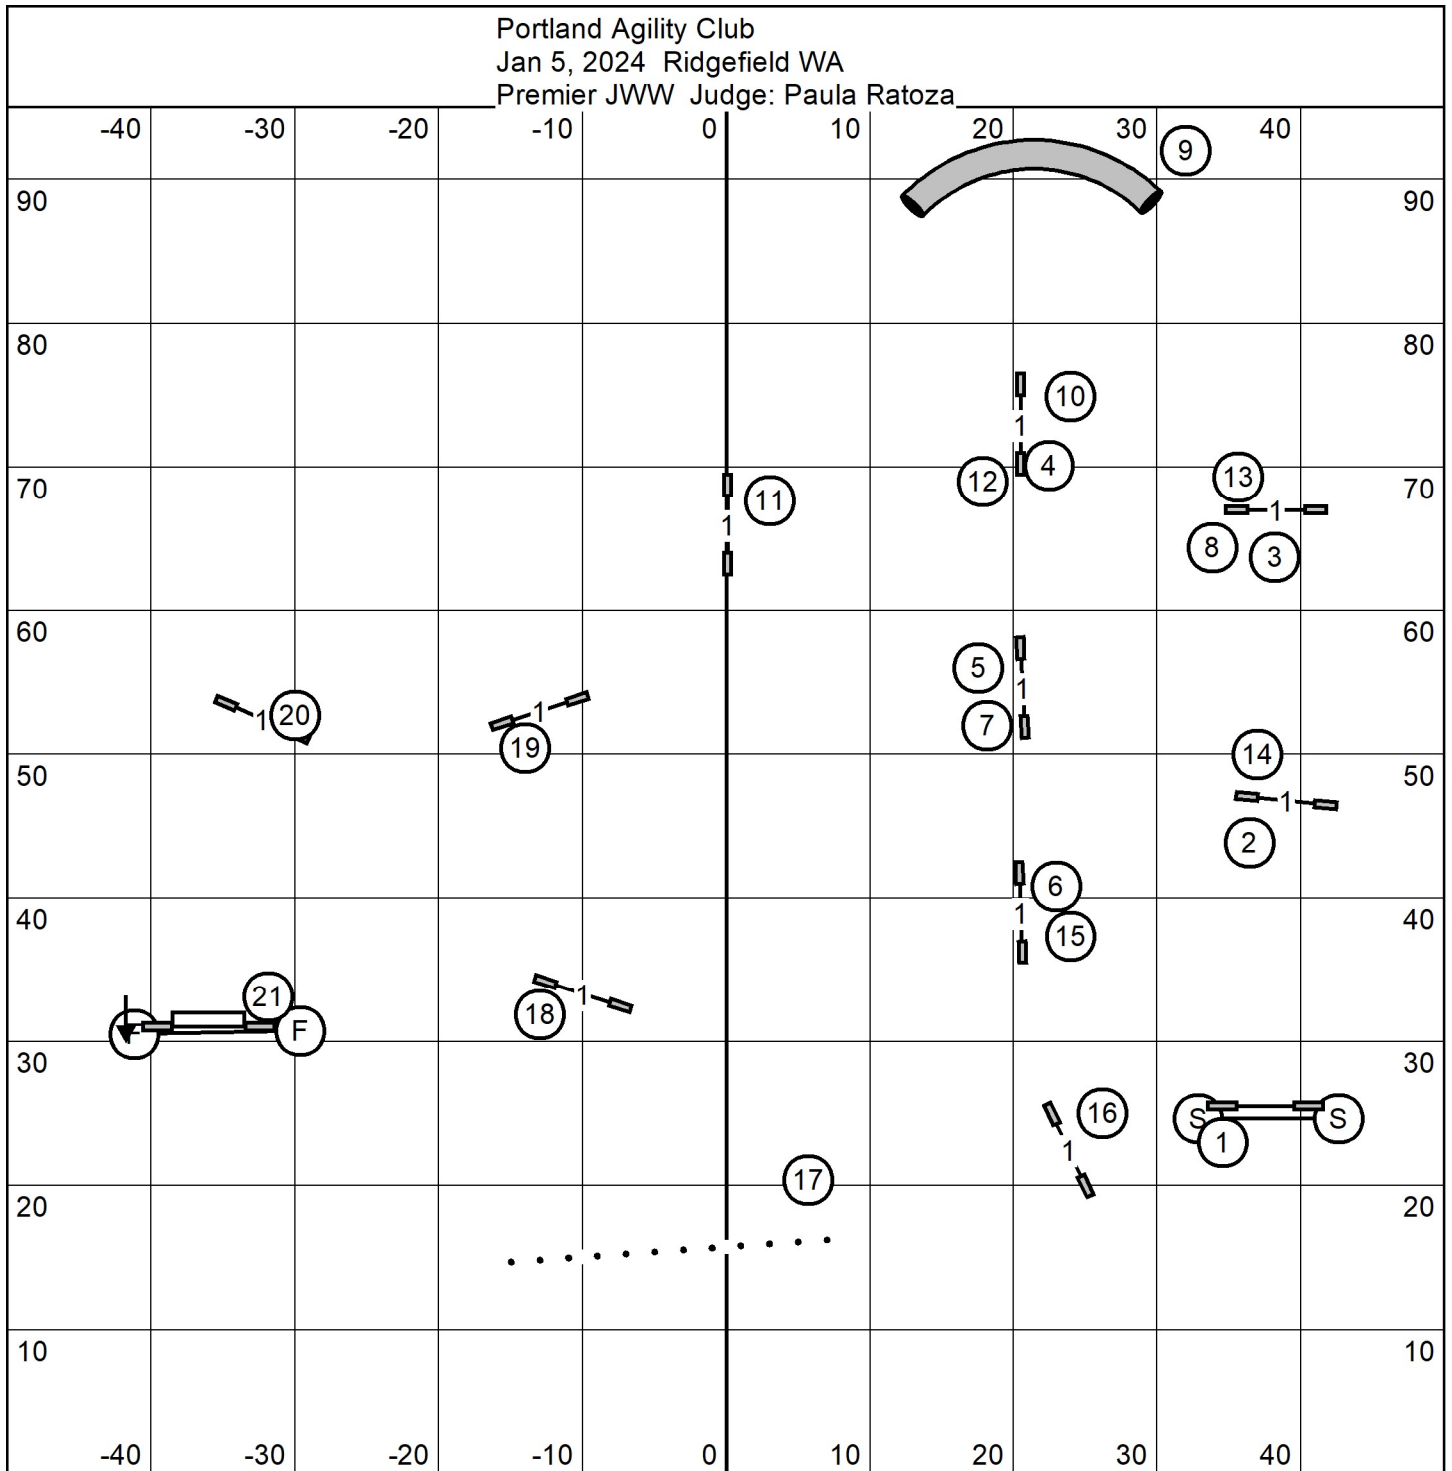 Portland Agility Club
Jan 5, 2024  Ridgefield WA
Premier JWW  Judge: Paula Ratoza
-40 -30 -20 -10 0 10 20 30 40
9
90 90
80 80
10
1
4
70 12 13 70
11 1
1 8 3
60 60
5
1
20 1 19 1 7
50 14 50
1
2
6
40 1 15 40
21 18 1
F F
30 30
16 S S
1 1
17
20 20
10 10
-40 -30 -20 -10 0 10 20 30 40